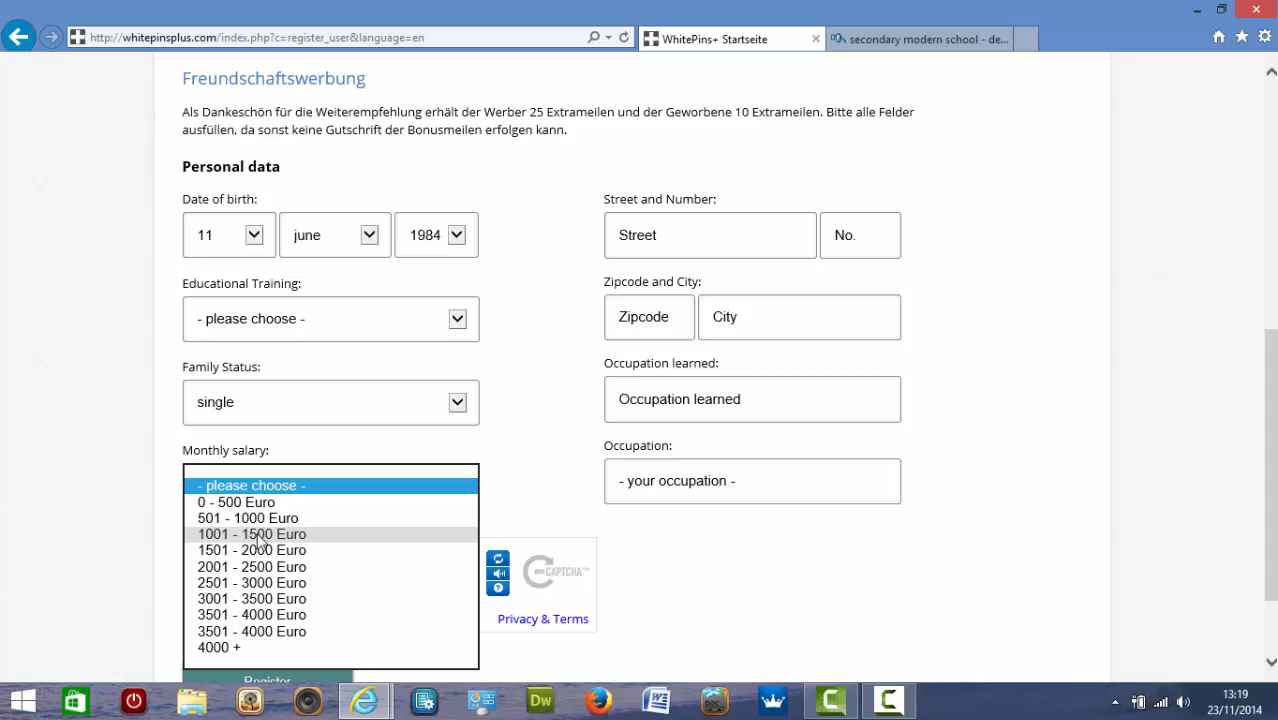 http://whitepinsplus.com/index.php?c=register_user&language=en
WhitePins+ Startseite
secondary modern school - de...
Freundschaftswerbung
Als Dankeschön für die Weiterempfehlung erhält der Werber 25 Extrameilen und der Geworbene 10 Extrameilen. Bitte alle Felder
ausfüllen, da sonst keine Gutschrift der Bonusmeilen erfolgen kann.
Personal data
Date of birth:
11 june 1984
Educational Training:
- please choose -
Family Status:
single
Monthly salary:
- please choose -
0 - 500 Euro
501 - 1000 Euro
1001 - 1500 Euro
1501 - 2000 Euro
2001 - 2500 Euro
2501 - 3000 Euro
3001 - 3500 Euro
3501 - 4000 Euro
3501 - 4000 Euro
4000 +
Street and Number:
Street No.
Zipcode and City:
Zipcode City
Occupation learned:
Occupation learned
Occupation:
- your occupation -
CAPTCHA™
Privacy & Terms
Register
Dw
13:19
23/11/2014